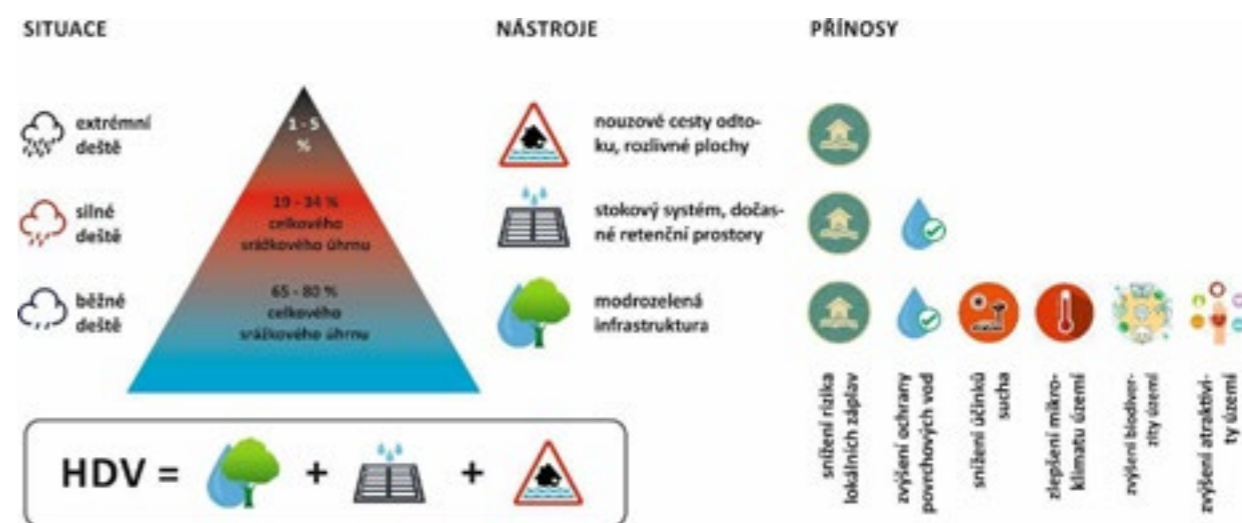 SITUACE
NÁSTROJE
PŘÍNOSY
extrémní
deště
1 - 5
%
nouzové cesty odto-
ku, rozlivné plochy
silné
deště
19 - 34 %
celkového
srážkového úhrnu
stokový systém, dočas-
né retenční prostory
běžné
deště
65 - 80 %
celkového
srážkového úhrnu
modrozelená
infrastruktura
snížení rizika
lokálních záplav
zvýšení ochrany
povrchových vod
snížení účinků
sucha
zlepšení mikro-
klimatu území
zvýšení biodiver-
zity území
zvýšení atraktivi-
ty území
HDV = + +